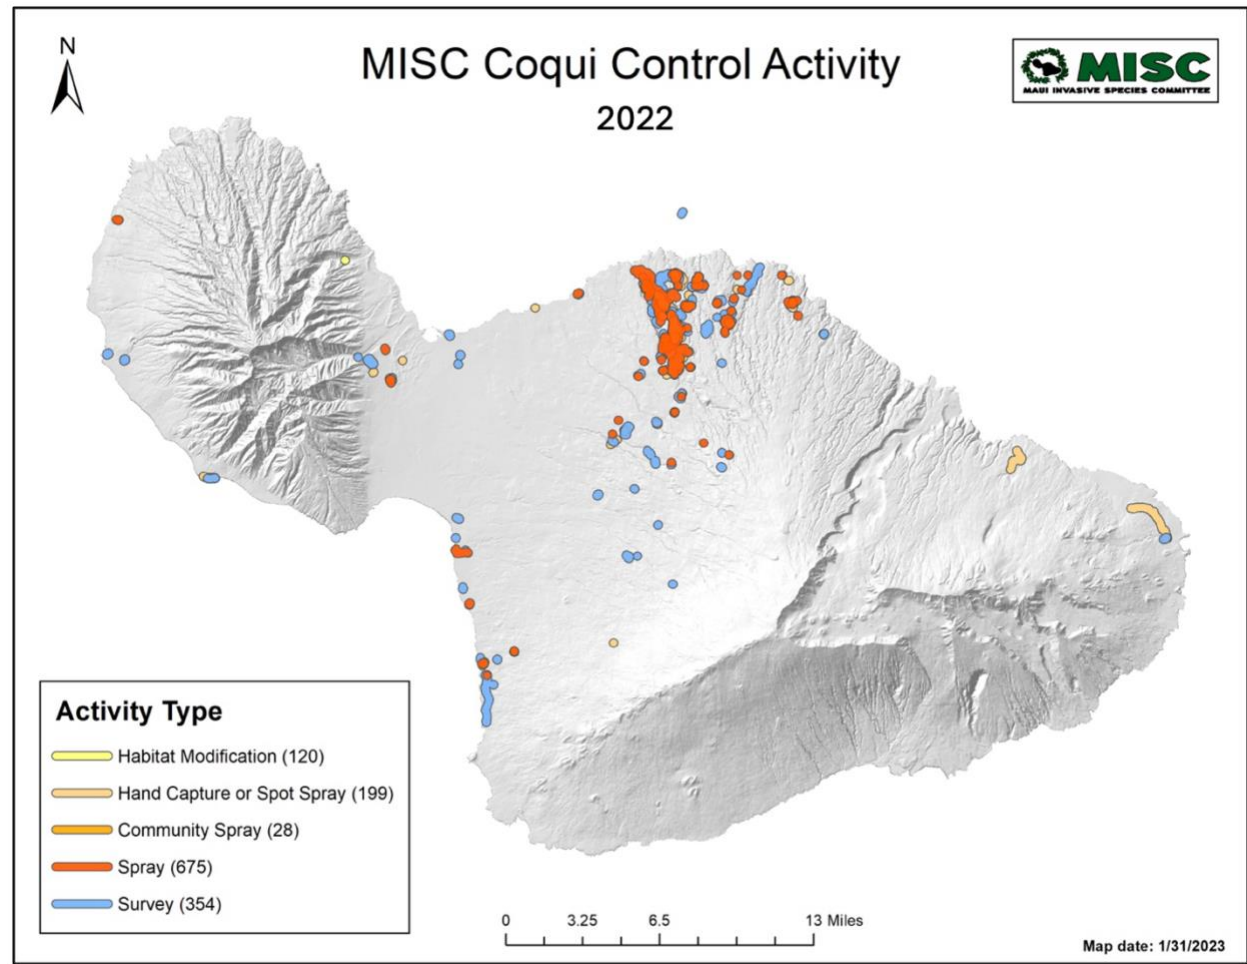 N
MISC Coqui Control Activity
2022
MISC
MAUI INVASIVE SPECIES COMMITTEE
Activity Type
Habitat Modification (120)
Hand Capture or Spot Spray (199)
Community Spray (28)
Spray (675)
Survey (354)
0 3.25 6.5 13 Miles
Map date: 1/31/2023